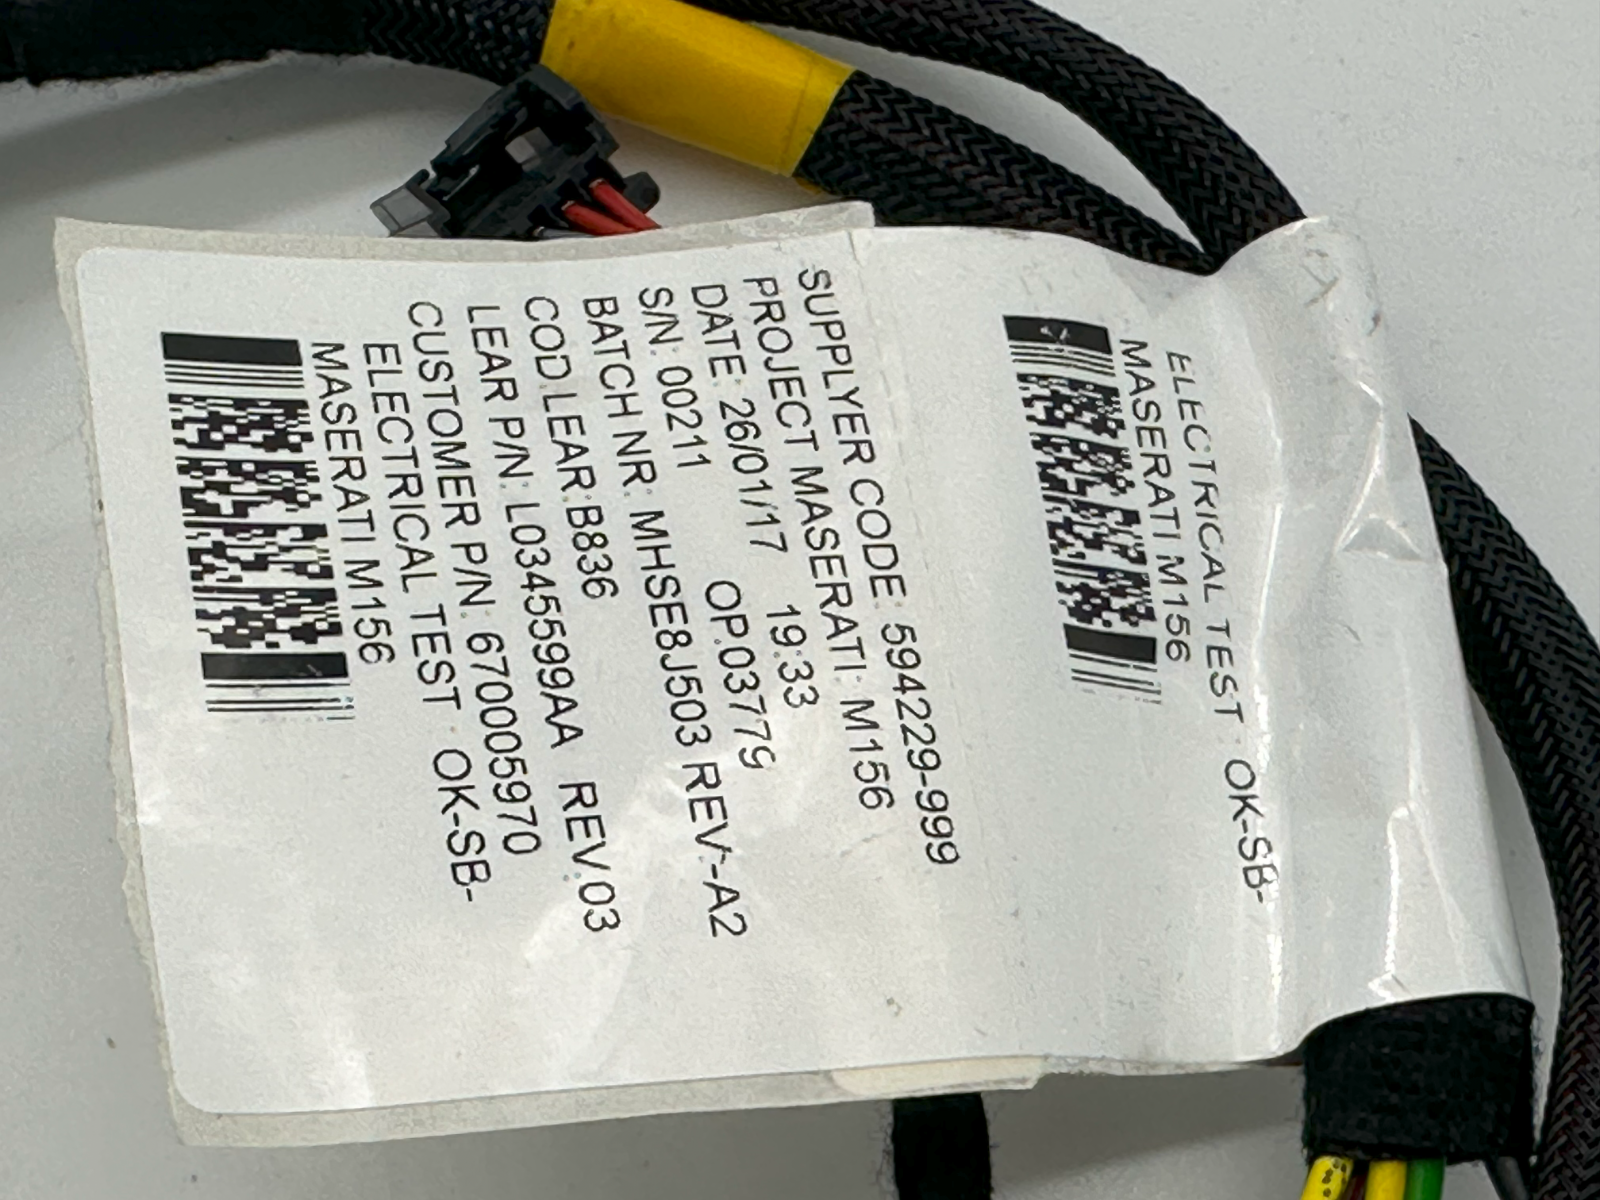 SUPPLYER CODE: 594229-999
PROJECT MASERATI: M156
DATE: 26/01/17 19:33
S/N: 00211 OP.03779
BATCH NR: MHSE8J503 REV:-A2
COD LEAR: B836
LEAR P/N: L0345599AA REV.03
CUSTOMER P/N: 670005970
ELECTRICAL TEST OK-SB-
MASERATI M156
ELECTRICAL TEST OK-SB-
MASERATI M156